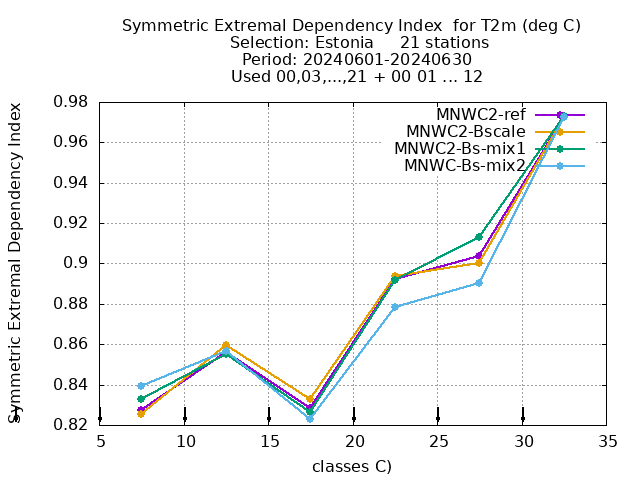 Symmetric Extremal Dependency Index  for T2m (deg C)
Selection: Estonia     21 stations
Period: 20240601-20240630
Used 00,03,...,21 + 00 01 ... 12
Symmetric Extremal Dependency Index
0.98
0.96
0.94
0.92
0.9
0.88
0.86
0.84
0.82
MNWC2-ref
MNWC2-Bscale
MNWC2-Bs-mix1
MNWC-Bs-mix2
5 10 15 20 25 30 35
classes C)